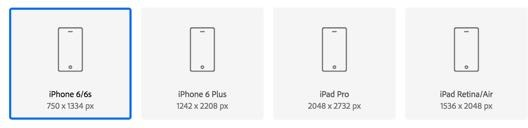 iPhone 6/6s
750 x 1334 px
iPhone 6 Plus
1242 x 2208 px
iPad Pro
2048 x 2732 px
iPad Retina/Air
1536 x 2048 px